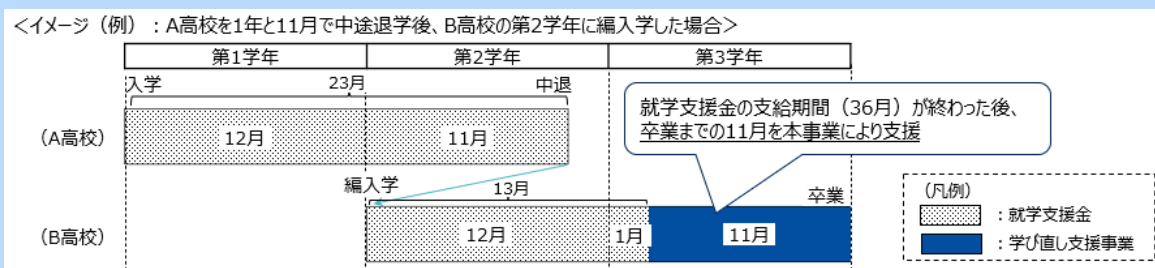 ＜イメージ（例）：A高校を1年と11月で中途退学後、B高校の第2学年に編入学した場合＞
第1学年
第2学年
第3学年
入学
23月
中退
就学支援金の支給期間（36月）が終わった後、
卒業までの11月を本事業により支援
（A高校）
12月
11月
編入学
13月
卒業
（B高校）
12月
1月
11月
（凡例）
：就学支援金
：学び直し支援事業